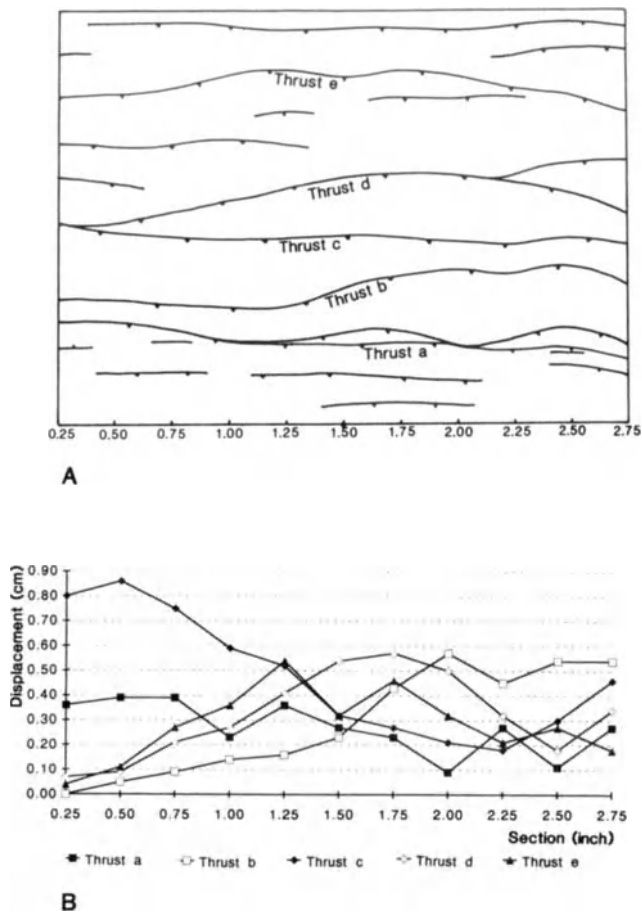 Thrust e
Thrust d
Thrust c
Thrust b
Thrust a
0.25 0.50 0.75 1.00 1.25 1.50 1.75 2.00 2.25 2.50 2.75
A
Displacement (cm)
0.90
0.80
0.70
0.60
0.50
0.40
0.30
0.20
0.10
0.00
0.25 0.50 0.75 1.00 1.25 1.50 1.75 2.00 2.25 2.50 2.75
Section (inch)
Thrust a Thrust b Thrust c Thrust d Thrust e
B